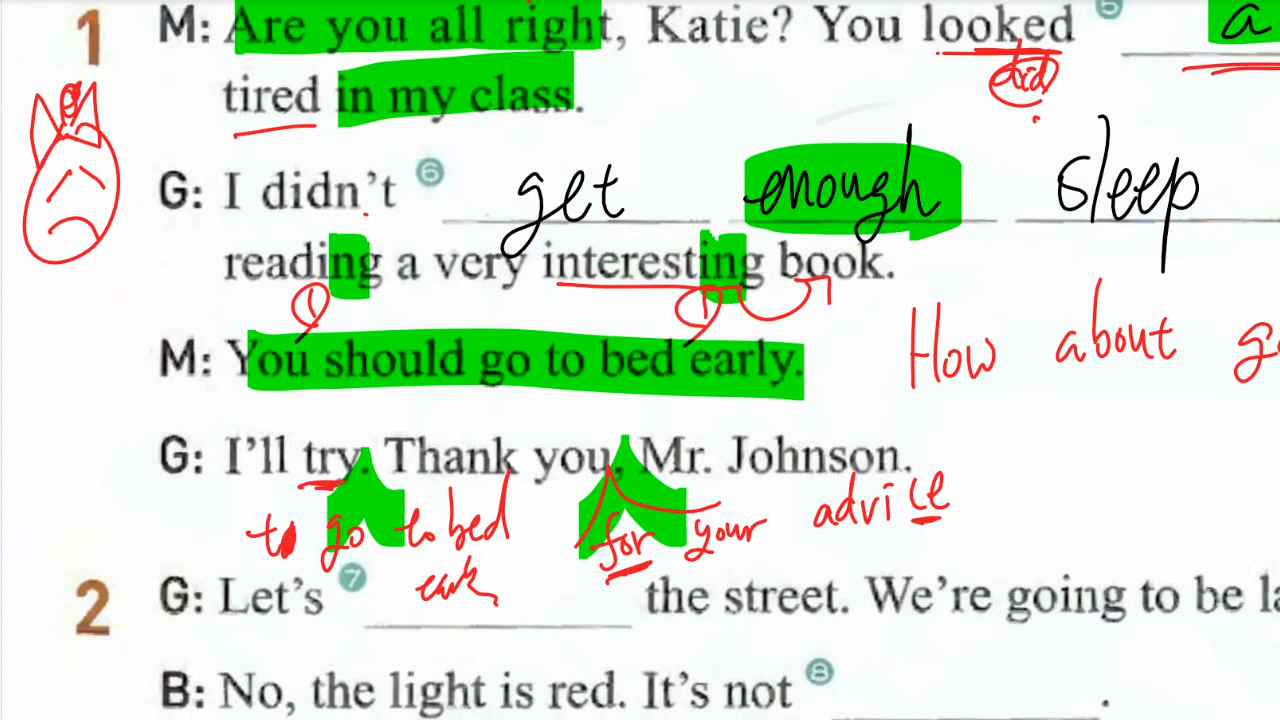 1 M: Are you all right, Katie? You looked ⑤ a
did
tired in my class.
G: I didn't ⑥ get enough sleep
reading a very interesting book.
① ①
M: You should go to bed early.
How about
G: I'll try. Thank you, Mr. Johnson.
to go to bed for your advice
2 G: Let's ⑦ the street. We're going to be
B: No, the light is red. It's not ⑧ .